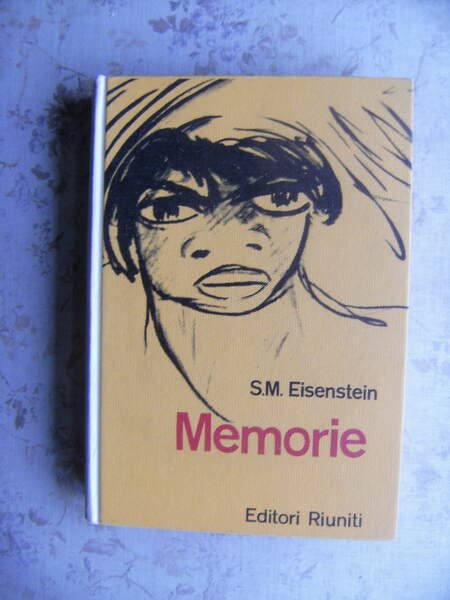 S.M. Eisenstein
Memorie
Editori Riuniti